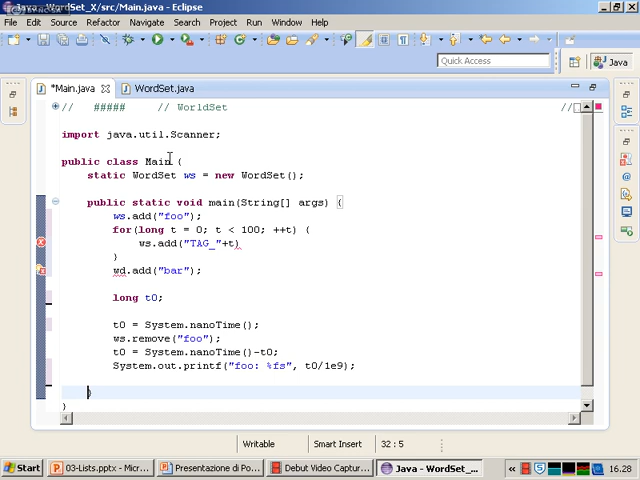 Java - WordSet_X/src/Main.java - Eclipse
File Edit Source Refactor Navigate Search Project Run Window Help
Quick Access
Java
*Main.java WordSet.java
// ##### // WorldSet //
import java.util.Scanner;
public class Main {
static WordSet ws = new WordSet();
public static void main(String[] args) {
ws.add("foo");
for(long t = 0; t < 100; ++t) {
ws.add("TAG_"+t)
}
wd.add("bar");
long t0;
t0 = System.nanoTime();
ws.remove("foo");
t0 = System.nanoTime()-t0;
System.out.printf("foo: %fs", t0/1e9);
}
}
Writable Smart Insert 32 : 5
Start 03-Lists.pptx - Micr... Presentazione di Po... Debut Video Captur... Java - WordSet_... « 16.28